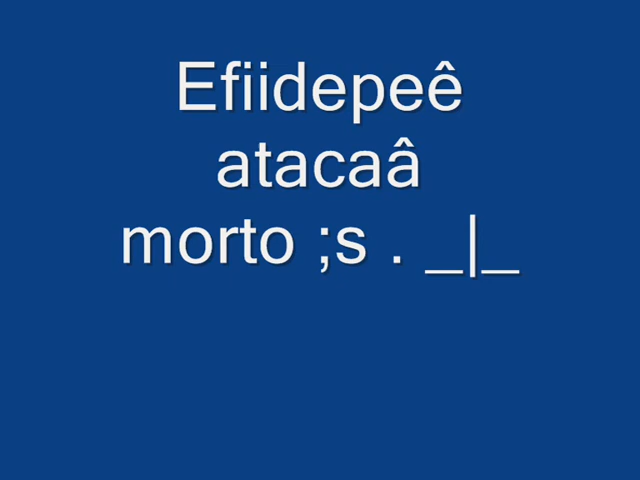 Efiidepeê
atacaâ
morto ;s . _|_